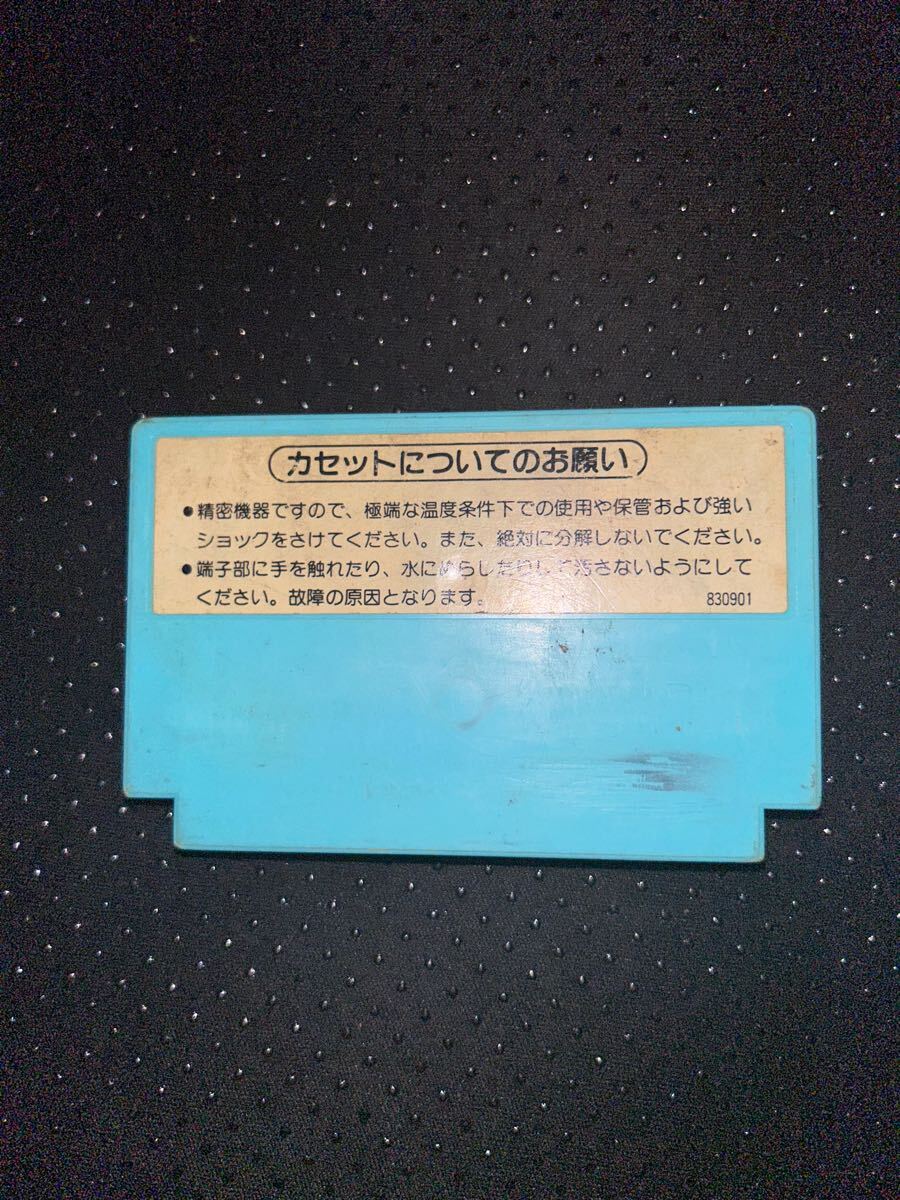 カセットについてのお願い
●精密機器ですので、極端な温度条件下での使用や保管および強い
ショックをさけてください。また、絶対に分解しないでください。
●端子部に手を触れたり、水にぬらしたりして汚さないようにして
ください。故障の原因となります。
830901